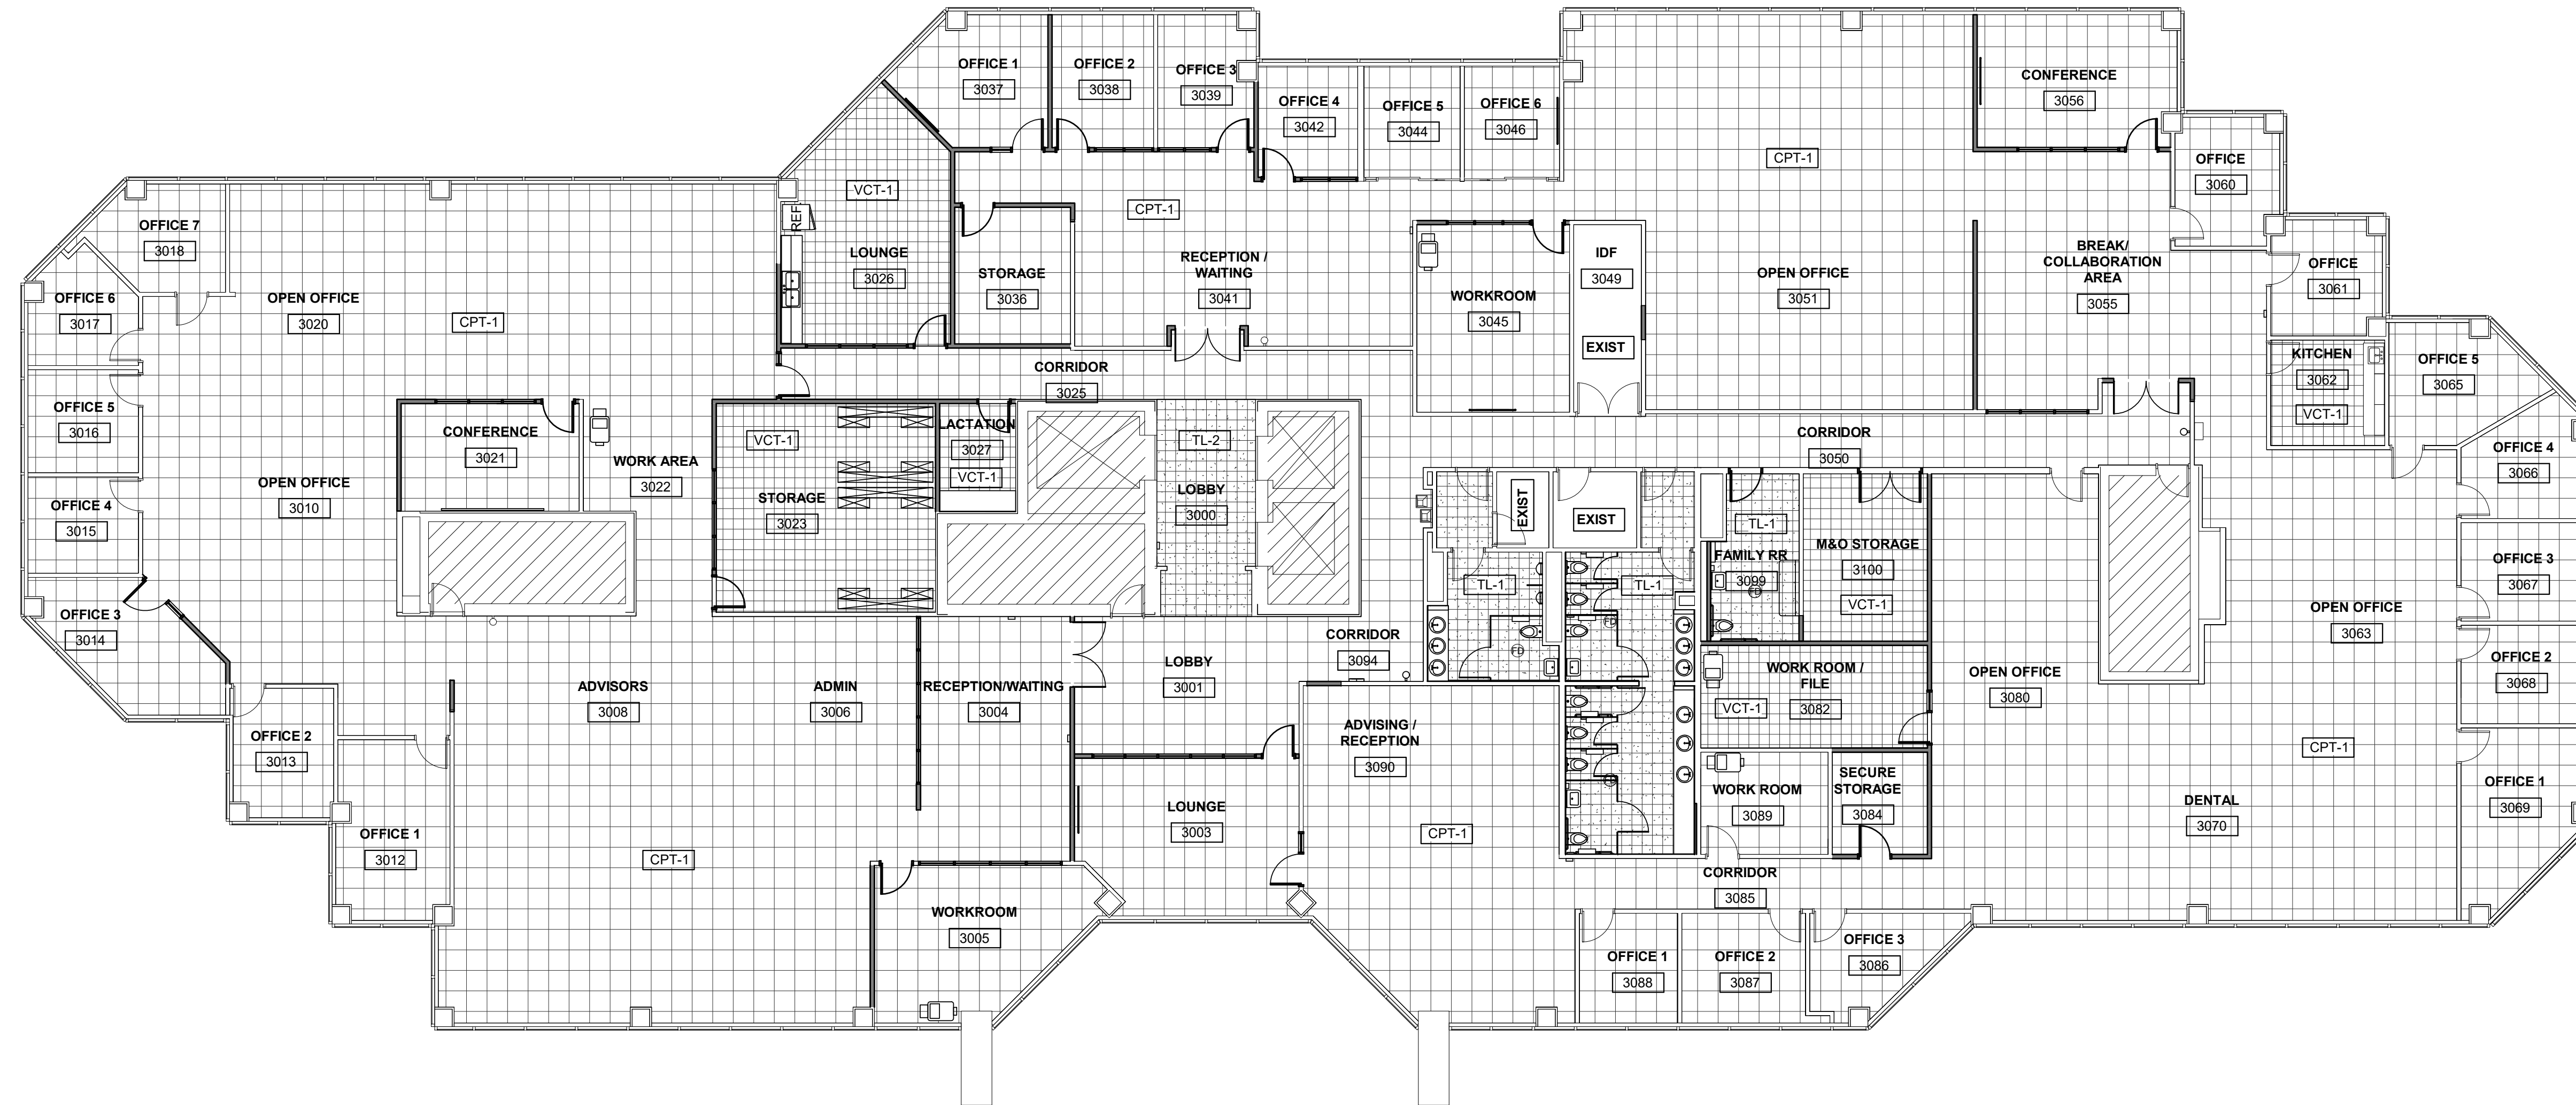 OFFICE 1
3037
OFFICE 2
3038
OFFICE 3
3039
OFFICE 4
3042
OFFICE 5
3044
OFFICE 6
3046
CPT-1
CONFERENCE
3056
OFFICE
3060
OFFICE 7
3018
OFFICE 6
3017
OPEN OFFICE
3020
CPT-1
VCT-1
REF
LOUNGE
3026
STORAGE
3036
CPT-1
RECEPTION /
WAITING
3041
WORKROOM
3045
IDF
3049
EXIST
OPEN OFFICE
3051
BREAK/
COLLABORATION
AREA
3055
OFFICE
3061
KITCHEN
3062
VCT-1
OFFICE 5
3065
CORRIDOR
3025
OFFICE 5
3016
OPEN OFFICE
3010
CONFERENCE
3021
WORK AREA
3022
VCT-1
STORAGE
3023
LACTATION
3027
VCT-1
TL-2
LOBBY
3000
CORRIDOR
3050
OFFICE 4
3066
OFFICE 4
3015
EXIST
EXIST
TL-1
FAMILY RR
3099
FD
M&O STORAGE
3100
VCT-1
OFFICE 3
3067
OPEN OFFICE
3063
OFFICE 3
3014
TL-1
FD
TL-1
FD
CORRIDOR
3094
LOBBY
3001
ADVISORS
3008
ADMIN
3006
RECEPTION/WAITING
3004
WORK ROOM /
FILE
3082
VCT-1
OPEN OFFICE
3080
OFFICE 2
3068
OFFICE 2
3013
ADVISING /
RECEPTION
3090
CPT-1
FD
WORK ROOM
3089
SECURE
STORAGE
3084
DENTAL
3070
CPT-1
OFFICE 1
3069
OFFICE 1
3012
CPT-1
LOUNGE
3003
CORRIDOR
3085
WORKROOM
3005
OFFICE 1
3088
OFFICE 2
3087
OFFICE 3
3086